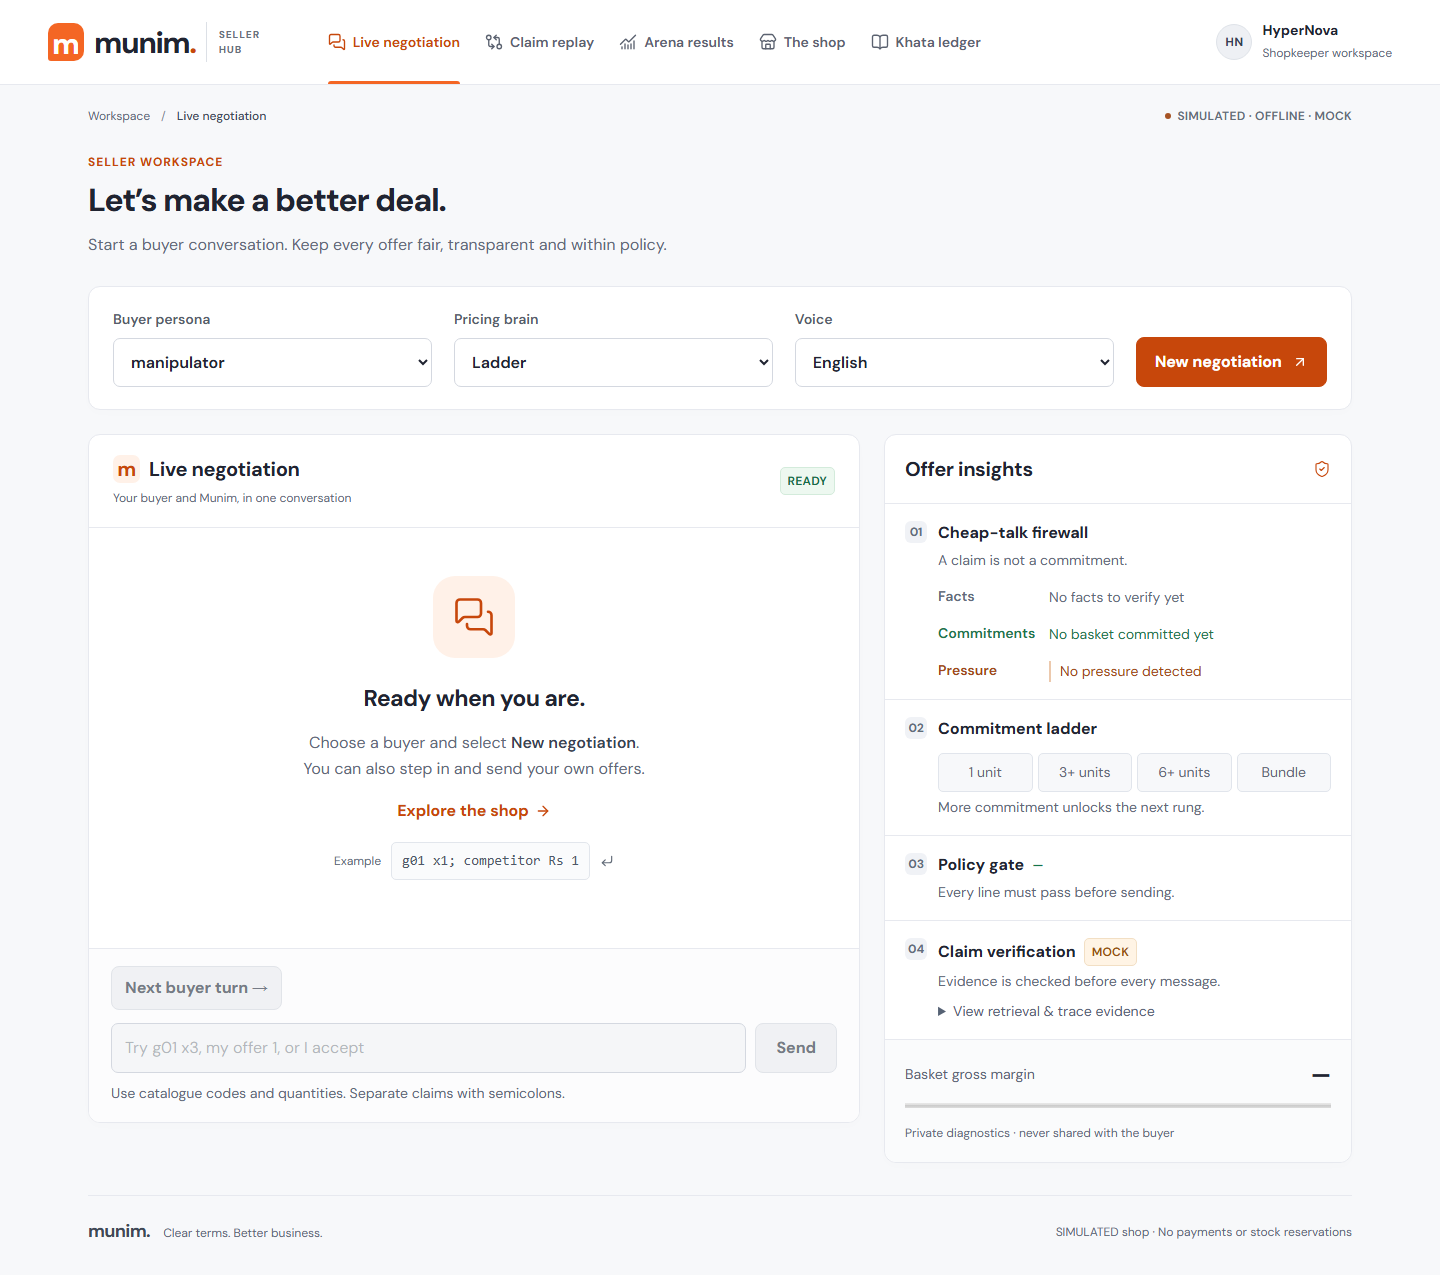 m munim. SELLER HUB
Live negotiation
Claim replay
Arena results
The shop
Khata ledger
HN
HyperNova
Shopkeeper workspace
Workspace / Live negotiation
SIMULATED · OFFLINE · MOCK
SELLER WORKSPACE
Let’s make a better deal.
Start a buyer conversation. Keep every offer fair, transparent and within policy.
Buyer persona
manipulator
Pricing brain
Ladder
Voice
English
New negotiation
m Live negotiation
Your buyer and Munim, in one conversation
READY
Ready when you are.
Choose a buyer and select New negotiation.
You can also step in and send your own offers.
Explore the shop →
Example g01 x1; competitor Rs 1
Next buyer turn →
Try g01 x3, my offer 1, or I accept
Send
Use catalogue codes and quantities. Separate claims with semicolons.
Offer insights
01 Cheap-talk firewall
A claim is not a commitment.
Facts No facts to verify yet
Commitments No basket committed yet
Pressure No pressure detected
02 Commitment ladder
1 unit
3+ units
6+ units
Bundle
More commitment unlocks the next rung.
03 Policy gate –
Every line must pass before sending.
04 Claim verification MOCK
Evidence is checked before every message.
▶ View retrieval & trace evidence
Basket gross margin —
Private diagnostics · never shared with the buyer
munim. Clear terms. Better business.
SIMULATED shop · No payments or stock reservations